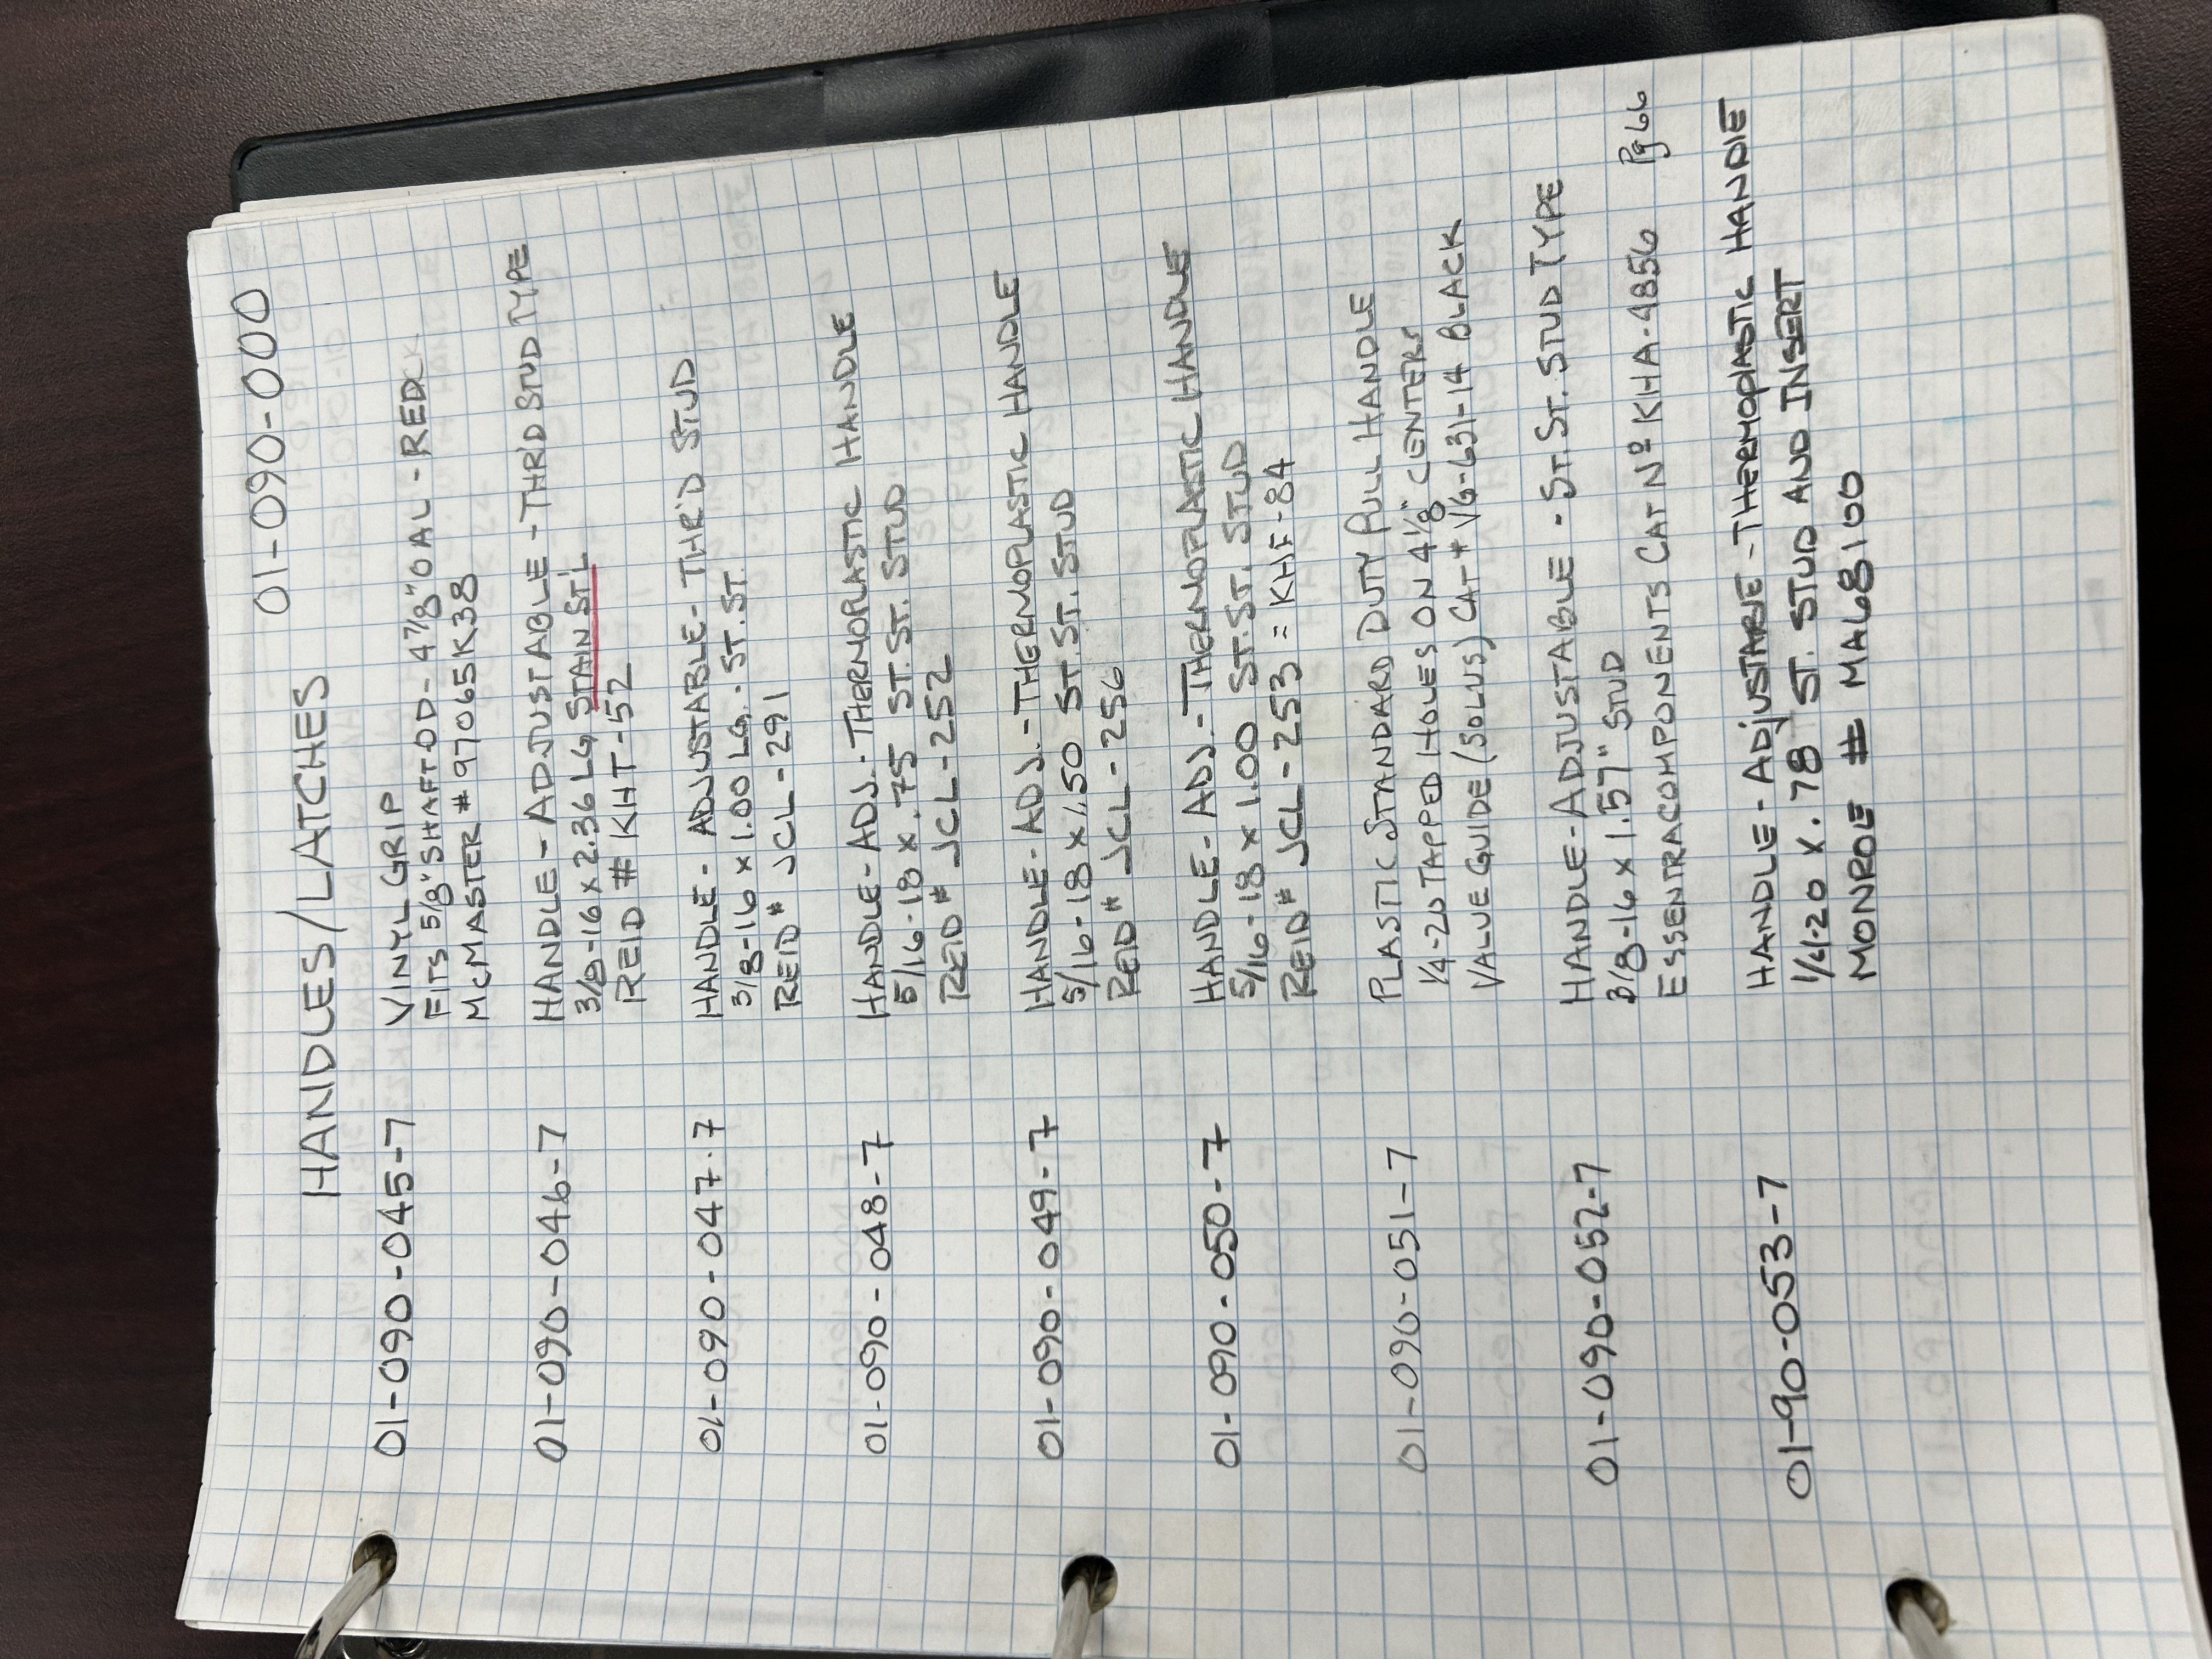 01-090-000
HANDLES/LATCHES
01-090-045-7 VINYL GRIP
FITS 5/8" SHAFT OD - 4 7/8" OAL - RED
McMASTER # 97065K38
01-090-046-7 HANDLE - ADJUSTABLE - THR'D STUD TYPE
3/8-16 x 2.36 LG STAIN ST'L
REID # KHT-52
01-090-047-7 HANDLE - ADJUSTABLE - THR'D STUD
3/8-16 x 1.00 LG. - ST. ST.
REID # JCL-291
01-090-048-7 HANDLE-ADJ. - THERMOPLASTIC HANDLE
5/16-18 x .75 ST. ST. STUD
REID # JCL-252
01-090-049-7 HANDLE-ADJ. - THERMOPLASTIC HANDLE
5/16-18 x 1.50 ST. ST. STUD
REID # JCL-256
01-090-050-7 HANDLE-ADJ. - THERMOPLASTIC HANDLE
5/16-18 x 1.00 ST. ST. STUD
REID # JCL-253 = KHF-84
01-090-051-7 PLASTIC STANDARD DUTY PULL HANDLE
1/4-20 TAPPED HOLES ON 4 1/8" CENTERS
VALUE GUIDE (SOLUS) CAT # VG-631-14 BLACK
01-090-052-7 HANDLE-ADJUSTABLE - ST. ST. STUD TYPE
3/8-16 x 1.57" STUD
ESSENTRACOMPONENTS CAT Nº KHA-4856 Pg 66
01-90-053-7 HANDLE - ADjUSTABLE - THERMOplASTIC HANDLE
1/4-20 X .78 ST. STUD AND INSERT
MONROE # MA68100